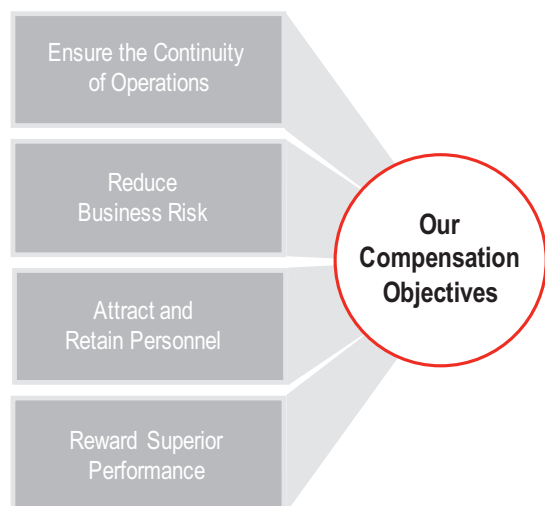 Ensure the Continuity
of Operations
Reduce
Business Risk
Attract and
Retain Personnel
Reward Superior
Performance
Our
Compensation
Objectives